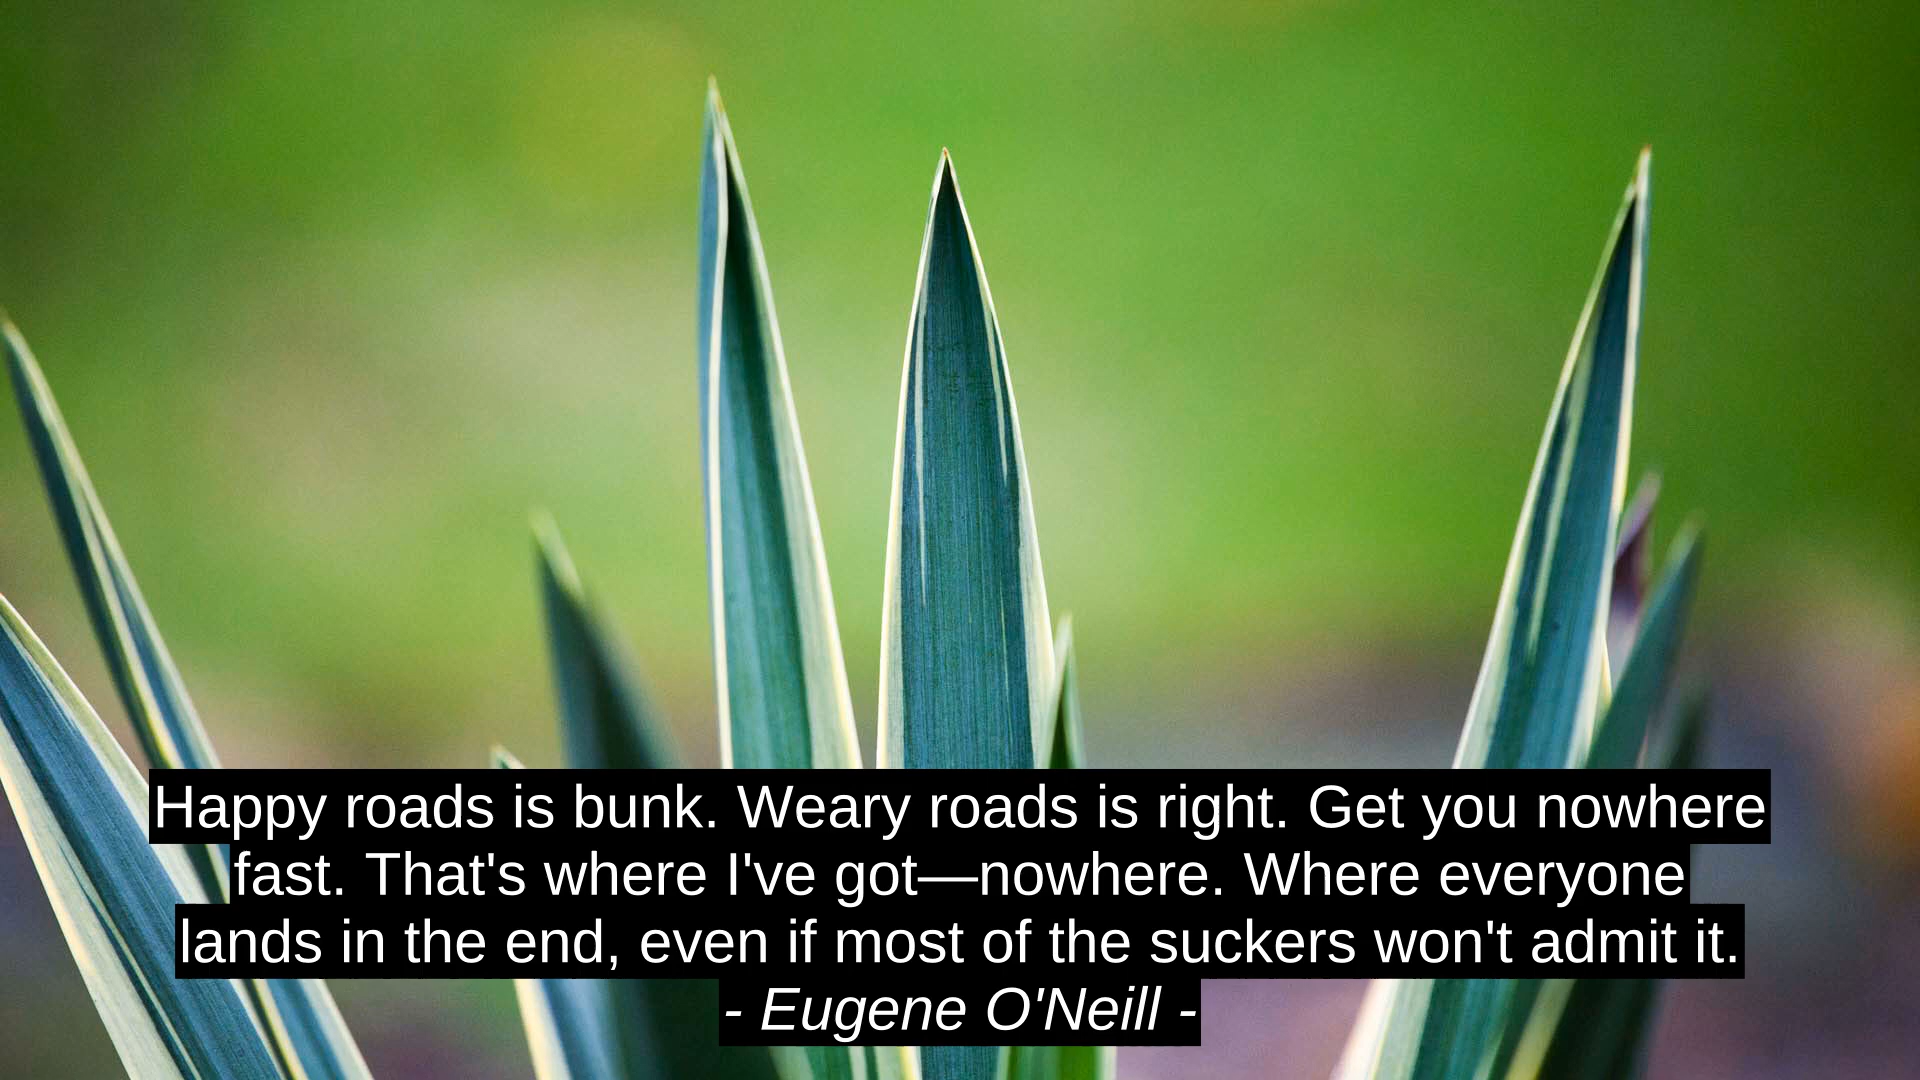 Happy roads is bunk. Weary roads is right. Get you nowhere
fast. That's where I've got—nowhere. Where everyone
lands in the end, even if most of the suckers won't admit it.
- Eugene O'Neill -